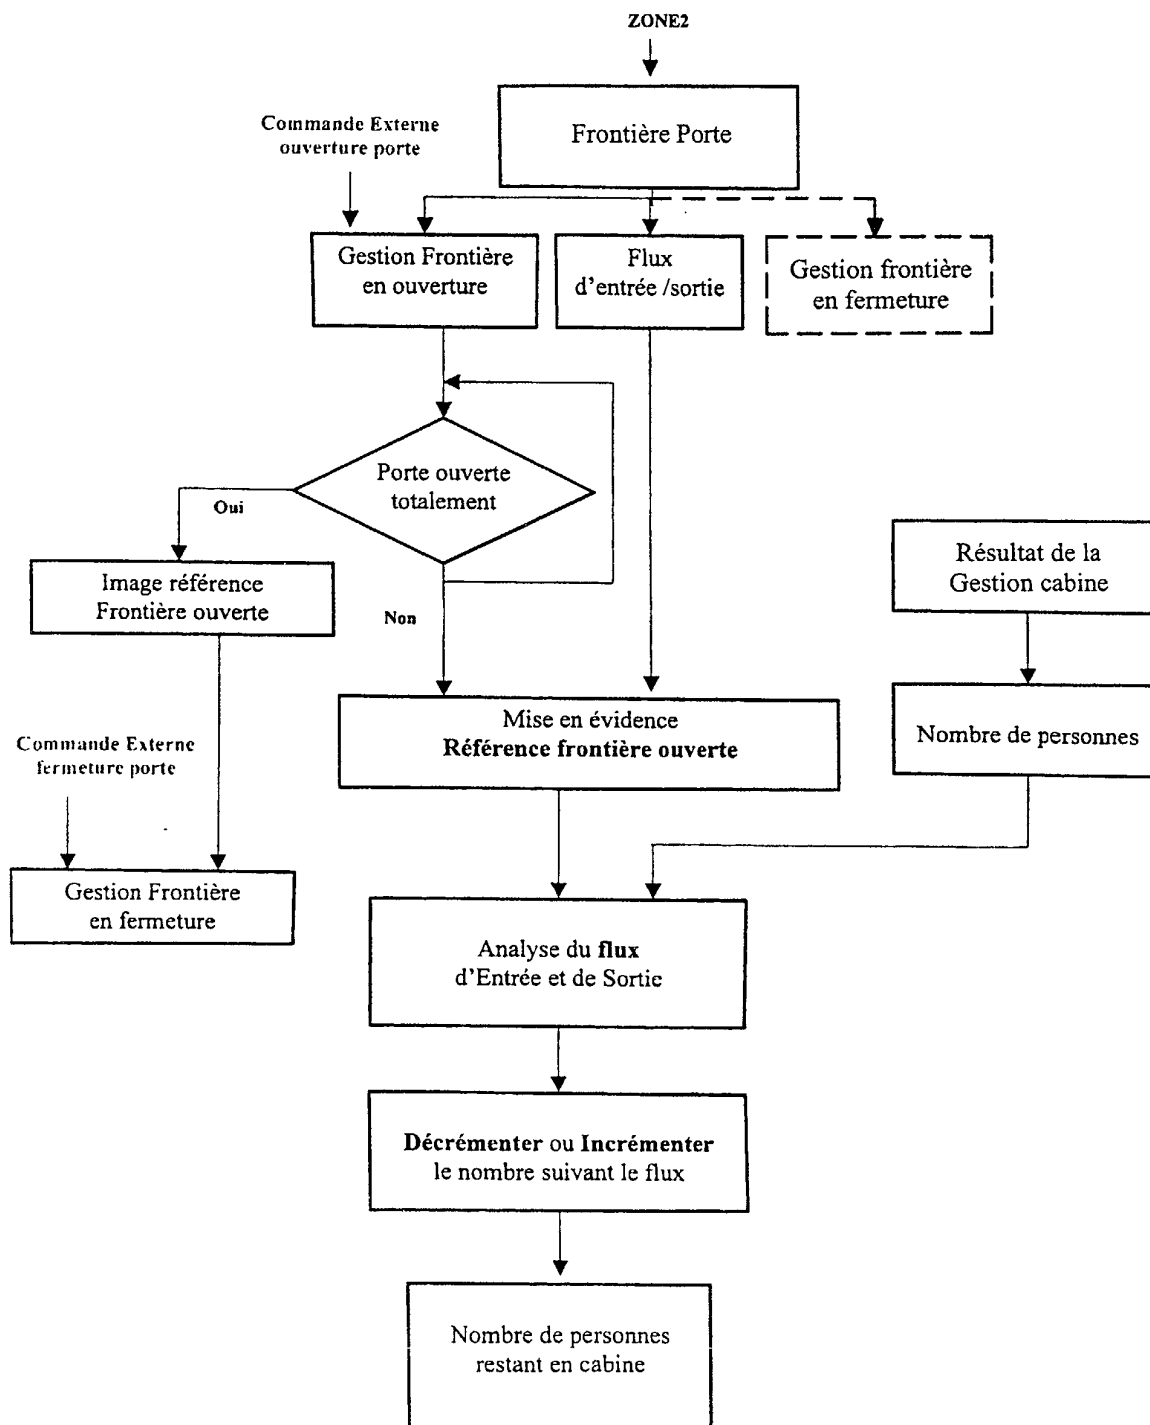 ZONE2
Frontière Porte
Commande Externe
ouverture porte
Gestion Frontière
en ouverture
Flux
d'entrée /sortie
Gestion frontière
en fermeture
Porte ouverte
totalement
Oui
Non
Image référence
Frontière ouverte
Résultat de la
Gestion cabine
Mise en évidence
Référence frontière ouverte
Nombre de personnes
Commande Externe
fermeture porte
Gestion Frontière
en fermeture
Analyse du flux
d'Entrée et de Sortie
Décrémenter ou Incrémenter
le nombre suivant le flux
Nombre de personnes
restant en cabine